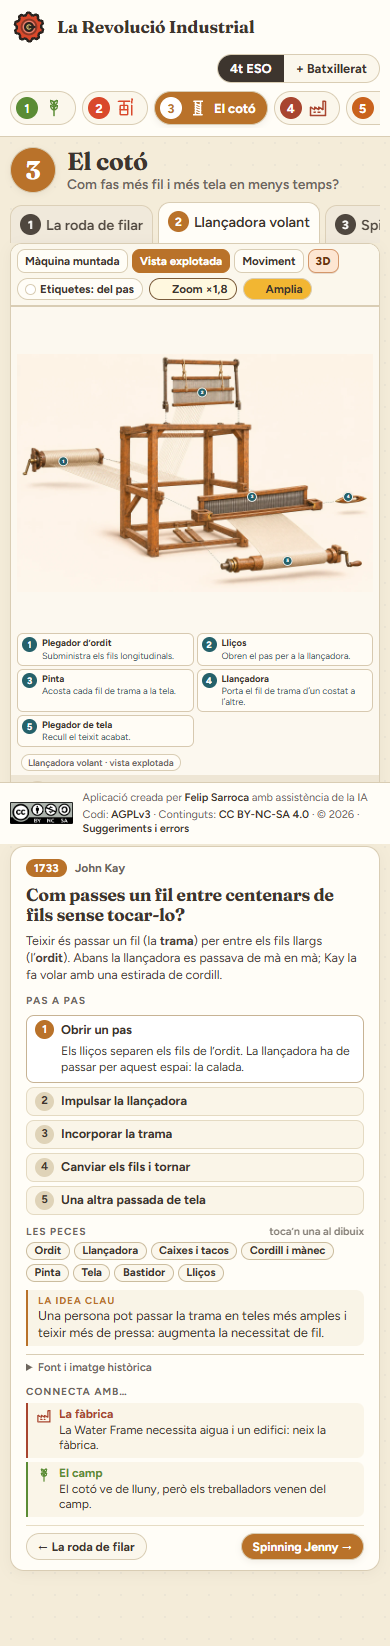 La Revolució Industrial
4t ESO
+ Batxillerat
1
2
3 El cotó
4
5
3
El cotó
Com fas més fil i més tela en menys temps?
1 La roda de filar
2 Llançadora volant
3
Màquina muntada
Vista explotada
Moviment
3D
Etiquetes: del pas
Zoom ×1,8
Amplia
2
1
3
4
5
1 Plegador d'ordit
Subministra els fils longitudinals.
2 Lliços
Obren el pas per a la llançadora.
3 Pinta
Acosta cada fil de trama a la tela.
4 Llançadora
Porta el fil de trama d'un costat a
l'altre.
5 Plegador de tela
Recull el teixit acabat.
Llançadora volant · vista explotada
CC BY NC SA
Aplicació creada per Felip Sarroca amb assistència de la IA
Codi: AGPLv3 · Continguts: CC BY-NC-SA 4.0 · © 2026 ·
Suggeriments i errors
1733 John Kay
Com passes un fil entre centenars de
fils sense tocar-lo?
Teixir és passar un fil (la trama) per entre els fils llargs
(l'ordit). Abans la llançadora es passava de mà en mà; Kay la
fa volar amb una estirada de cordill.
PAS A PAS
1 Obrir un pas
Els lliços separen els fils de l'ordit. La llançadora ha de
passar per aquest espai: la calada.
2 Impulsar la llançadora
3 Incorporar la trama
4 Canviar els fils i tornar
5 Una altra passada de tela
LES PECES
toca'n una al dibuix
Ordit
Llançadora
Caixes i tacos
Cordill i mànec
Pinta
Tela
Bastidor
Lliços
LA IDEA CLAU
Una persona pot passar la trama en teles més amples i
teixir més de pressa: augmenta la necessitat de fil.
▶ Font i imatge històrica
CONNECTA AMB…
La fàbrica
La Water Frame necessita aigua i un edifici: neix la
fàbrica.
El camp
El cotó ve de lluny, però els treballadors venen del
camp.
← La roda de filar
Spinning Jenny →